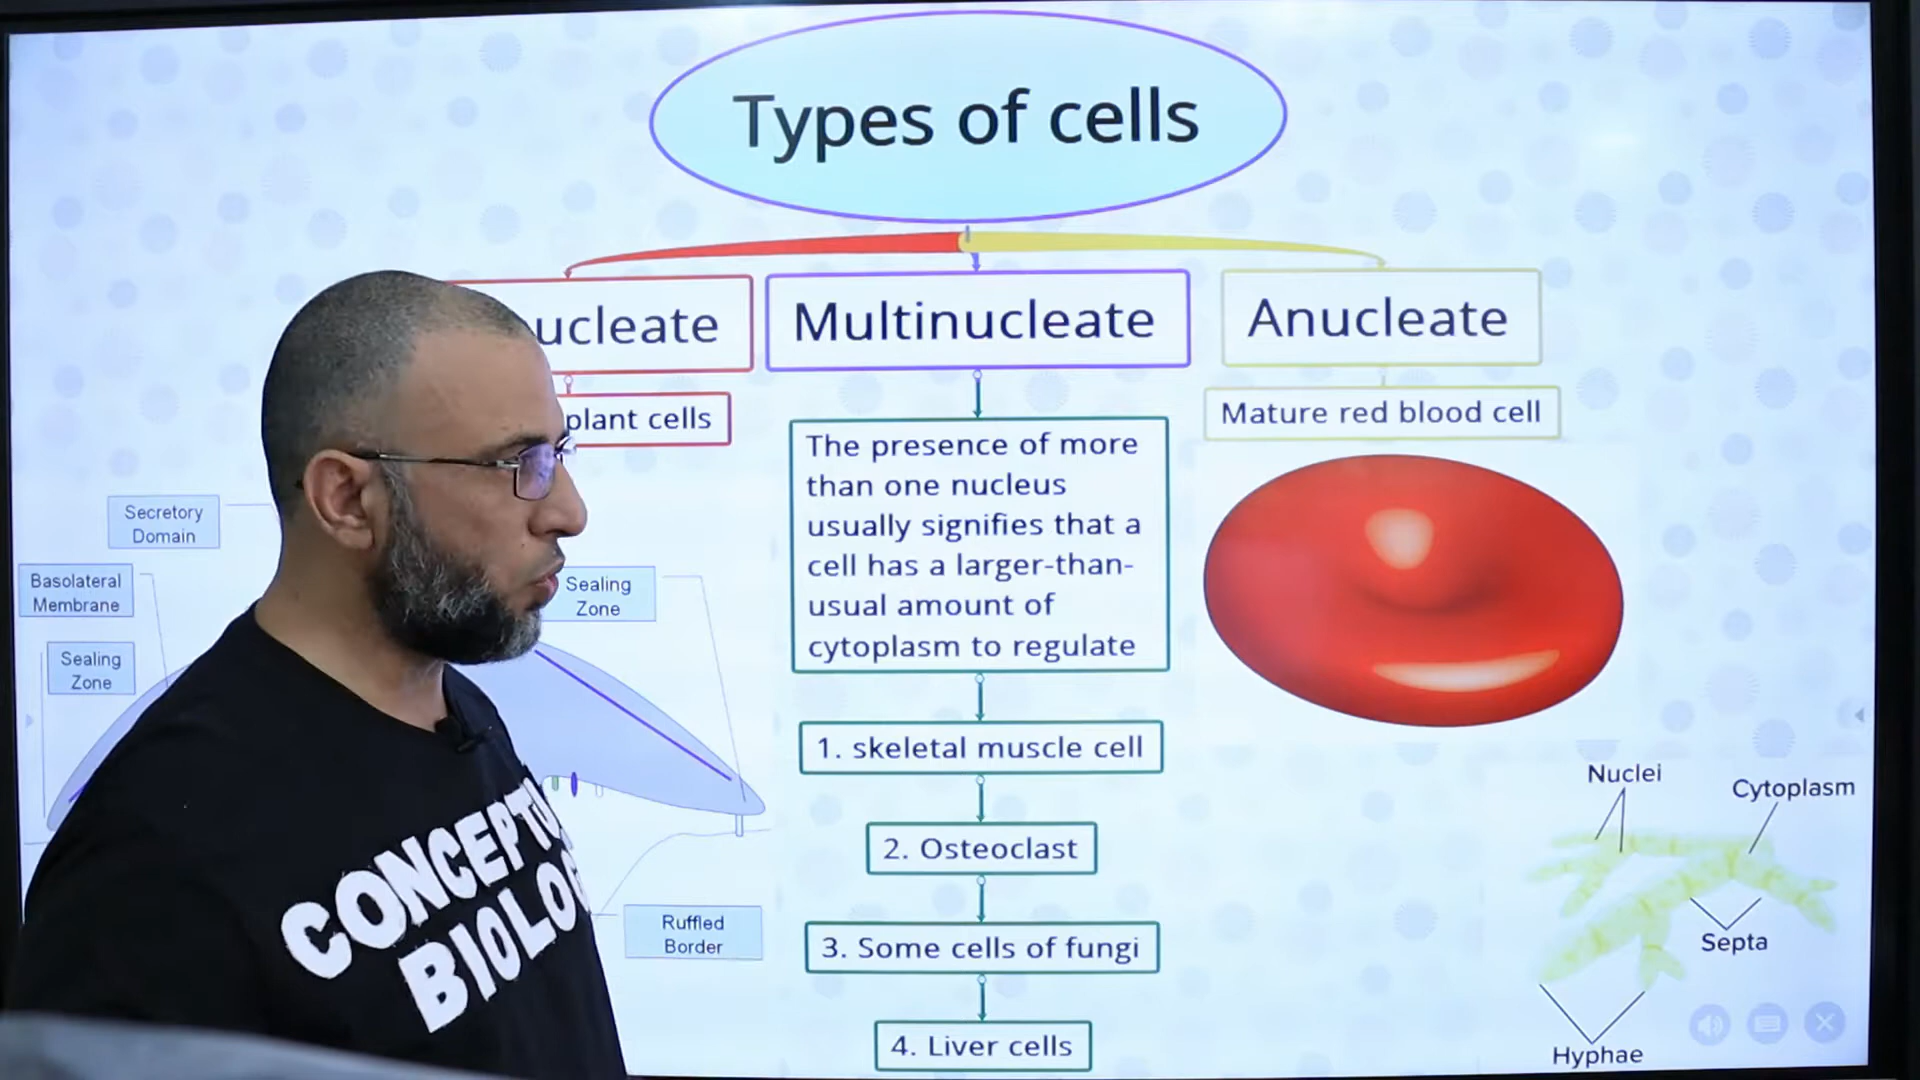 Types of cells
ucleate
Multinucleate
Anucleate
plant cells
Mature red blood cell
The presence of more
than one nucleus
usually signifies that a
cell has a larger-than-
usual amount of
cytoplasm to regulate
1. skeletal muscle cell
2. Osteoclast
3. Some cells of fungi
4. Liver cells
Secretory
Domain
Basolateral
Membrane
Sealing
Zone
Sealing
Zone
Ruffled
Border
Nuclei
Cytoplasm
Septa
Hyphae
CONCEPTU
BIOLOG